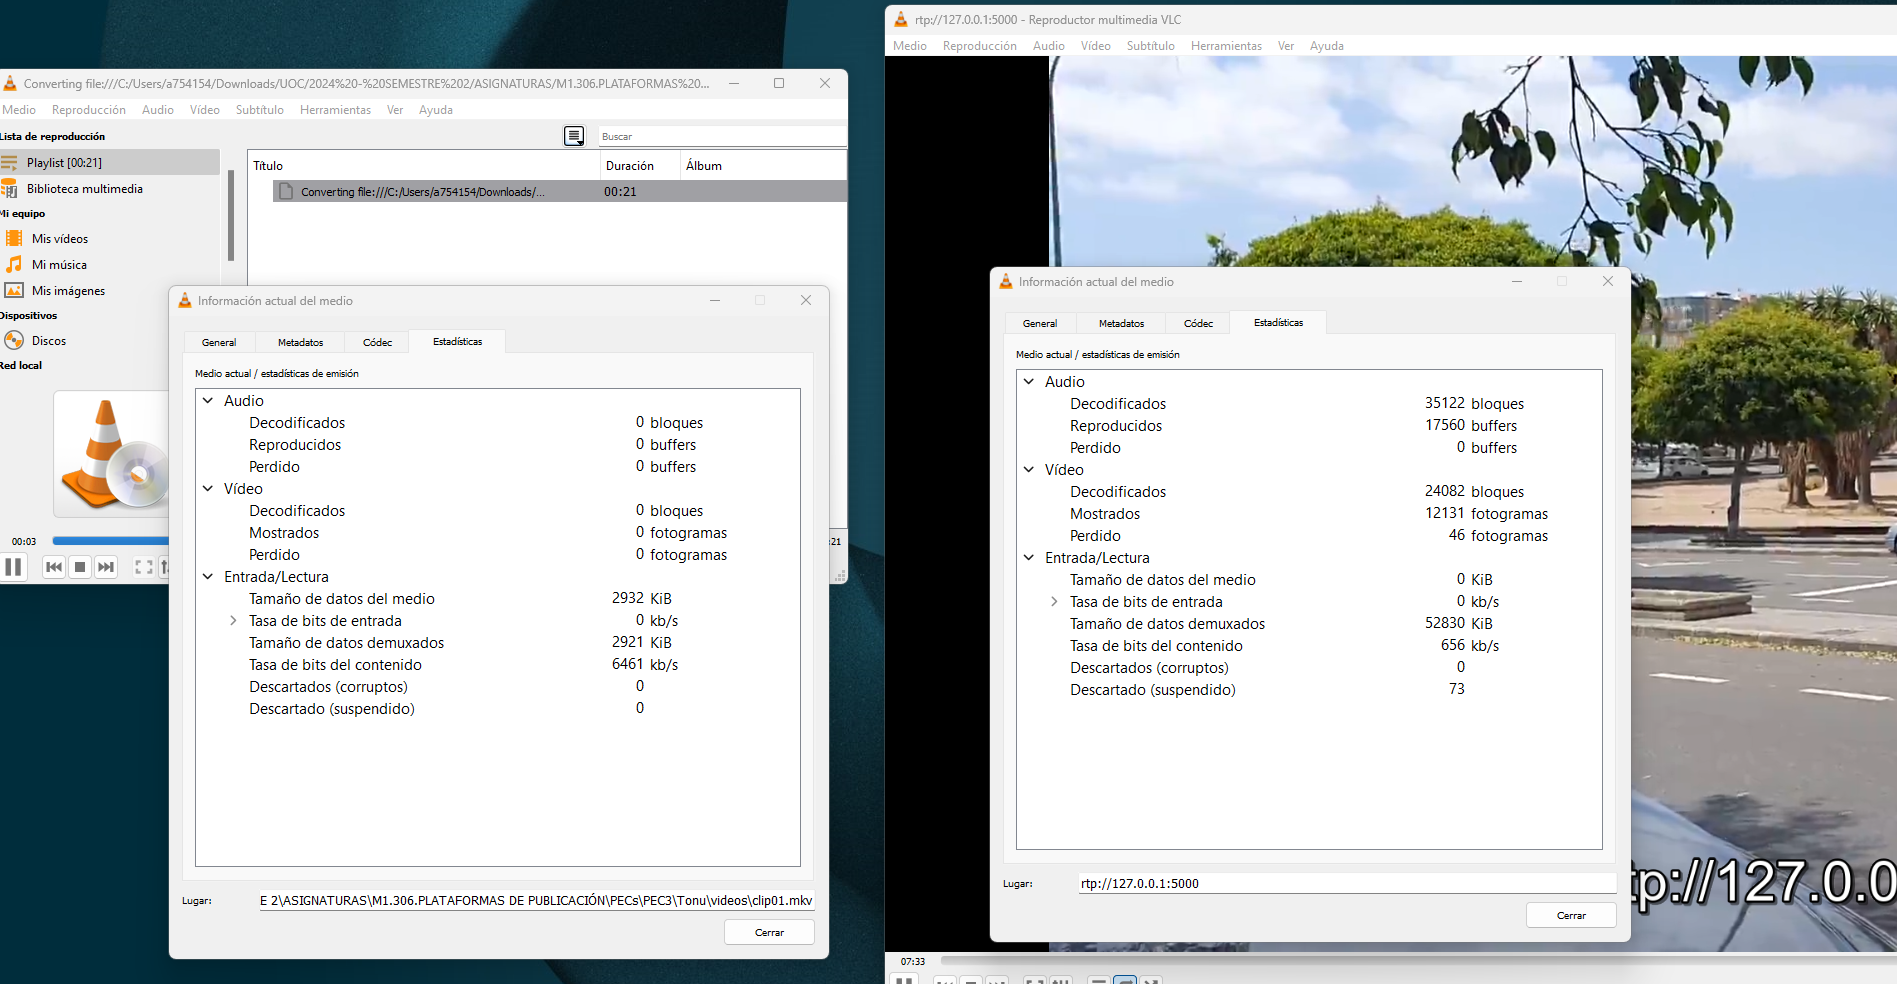 Converting file:///C:/Users/a754154/Downloads/UOC/2024%20-%20SEMESTRE%202/ASIGNATURAS/M1.306.PLATAFORMAS%20...
Medio Reproducción Audio Vídeo Subtítulo Herramientas Ver Ayuda
Lista de reproducción
Buscar
Playlist [00:21]
Biblioteca multimedia
Mi equipo
Mis vídeos
Mi música
Mis imágenes
Dispositivos
Discos
Red local
Título Duración Álbum
Converting file:///C:/Users/a754154/Downloads/... 00:21
00:03
:21
Información actual del medio
General Metadatos Códec Estadísticas
Medio actual / estadísticas de emisión
Audio
Decodificados 0 bloques
Reproducidos 0 buffers
Perdido 0 buffers
Vídeo
Decodificados 0 bloques
Mostrados 0 fotogramas
Perdido 0 fotogramas
Entrada/Lectura
Tamaño de datos del medio 2932 KiB
Tasa de bits de entrada 0 kb/s
Tamaño de datos demuxados 2921 KiB
Tasa de bits del contenido 6461 kb/s
Descartados (corruptos) 0
Descartado (suspendido) 0
Lugar: E 2\ASIGNATURAS\M1.306.PLATAFORMAS DE PUBLICACIÓN\PECs\PEC3\Tonu\videos\clip01.mkv
Cerrar
rtp://127.0.0.1:5000 - Reproductor multimedia VLC
Medio Reproducción Audio Vídeo Subtítulo Herramientas Ver Ayuda
Información actual del medio
General Metadatos Códec Estadísticas
Medio actual / estadísticas de emisión
Audio
Decodificados 35122 bloques
Reproducidos 17560 buffers
Perdido 0 buffers
Vídeo
Decodificados 24082 bloques
Mostrados 12131 fotogramas
Perdido 46 fotogramas
Entrada/Lectura
Tamaño de datos del medio 0 KiB
Tasa de bits de entrada 0 kb/s
Tamaño de datos demuxados 52830 KiB
Tasa de bits del contenido 656 kb/s
Descartados (corruptos) 0
Descartado (suspendido) 73
Lugar: rtp://127.0.0.1:5000
Cerrar
tp://127.0.0
07:33